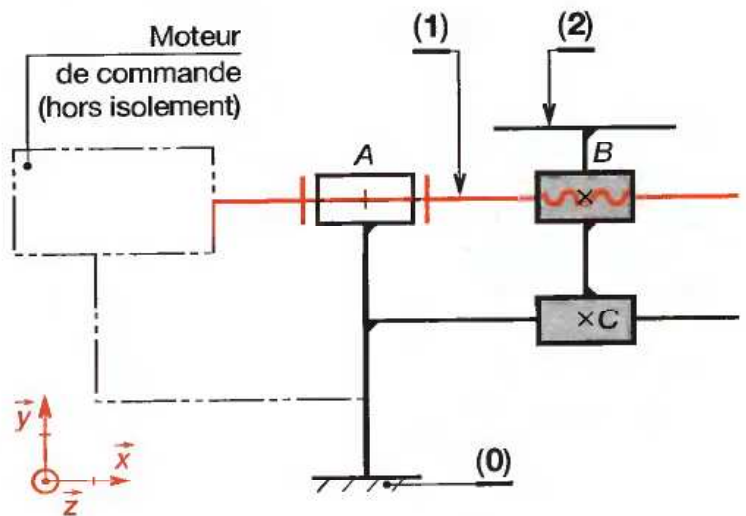 Moteur
de commande
(hors isolement)
(1)
(2)
A
B
C
(0)
y
x
z